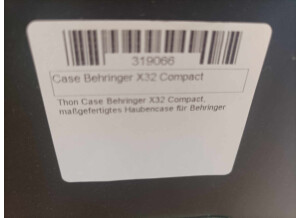 319066
Case Behringer X32 Compact
Thon Case Behringer X32 Compact,
maßgefertigtes Haubencase für Behringer